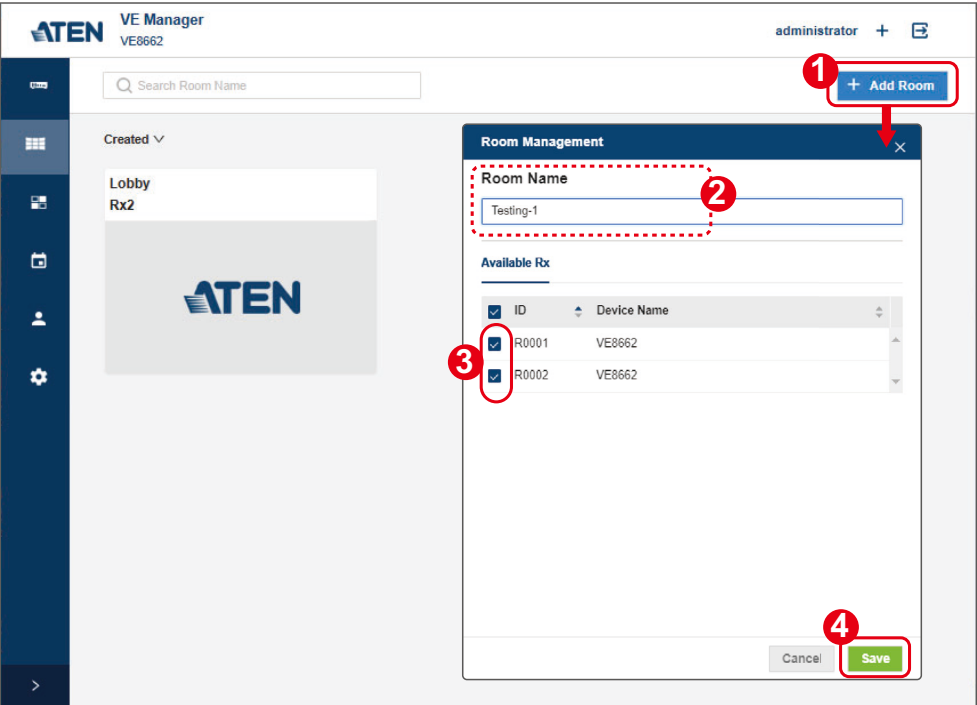 ATEN
VE Manager
VE8662
administrator +
Search Room Name
1
+ Add Room
Created
Lobby
Rx2
ATEN
Room Management
Room Name
2
Testing-1
Available Rx
ID Device Name
3
R0001 VE8662
R0002 VE8662
4
Cancel Save
>